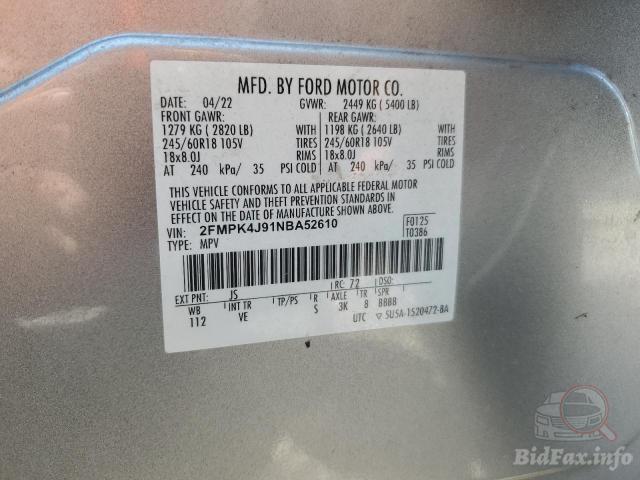 MFD. BY FORD MOTOR CO.
DATE: 04/22 GVWR: 2449 KG ( 5400 LB)
FRONT GAWR: REAR GAWR:
1279 KG ( 2820 LB) WITH 1198 KG ( 2640 LB) WITH
245/60R18 105V TIRES 245/60R18 105V TIRES
18x8.0J RIMS 18x8.0J RIMS
AT 240 kPa/ 35 PSI COLD AT 240 kPa/ 35 PSI COLD
THIS VEHICLE CONFORMS TO ALL APPLICABLE FEDERAL MOTOR
VEHICLE SAFETY AND THEFT PREVENTION STANDARDS IN
EFFECT ON THE DATE OF MANUFACTURE SHOWN ABOVE.
VIN: 2FMPK4J91NBA52610 F0125
TYPE: MPV T0386
EXT PNT: JS RC: 72 DSO:
WB INT TR TP/PS R AXLE TR SPR
112 VE S 3K 8 BBBB
UTC ▽ 5U5A-1520472-BA
BidFax.info